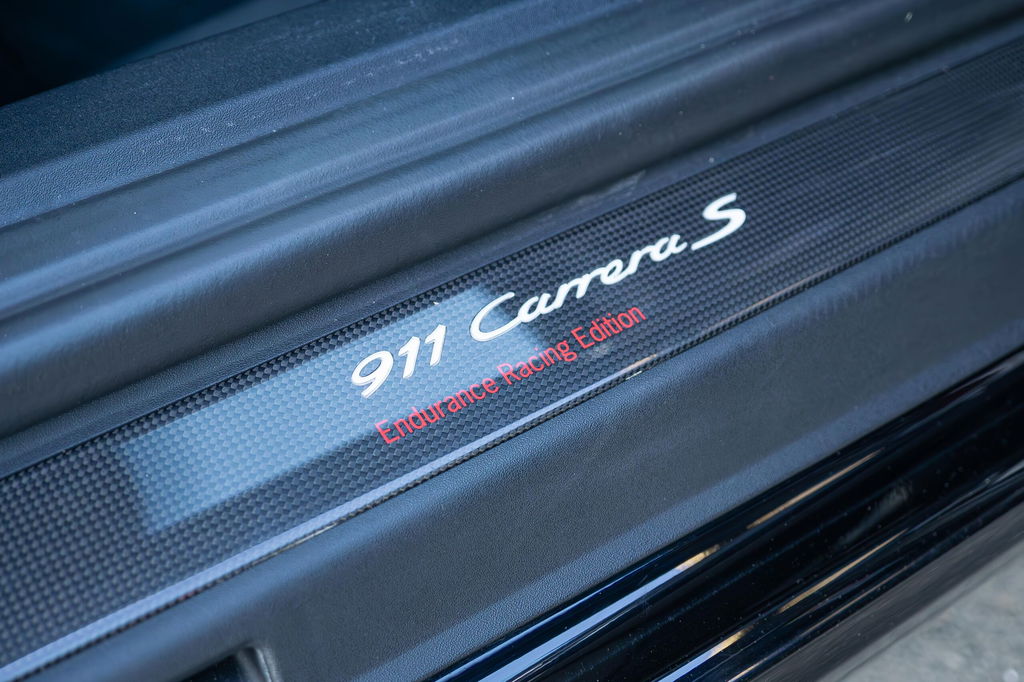 911 Carrera S
Endurance Racing Edition